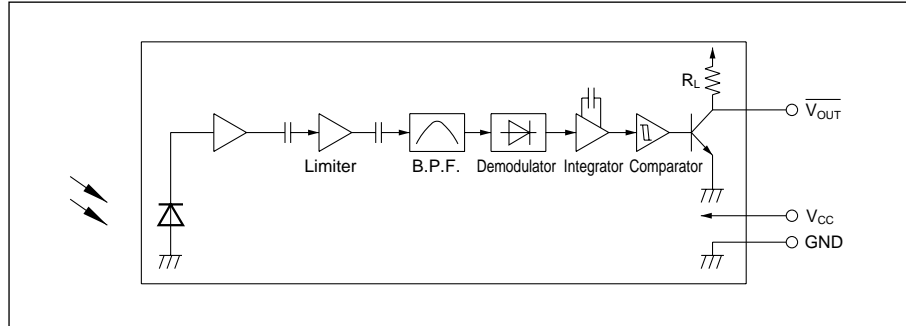 R_L
V_OUT
Limiter
B.P.F.
Demodulator
Integrator
Comparator
V_CC
GND